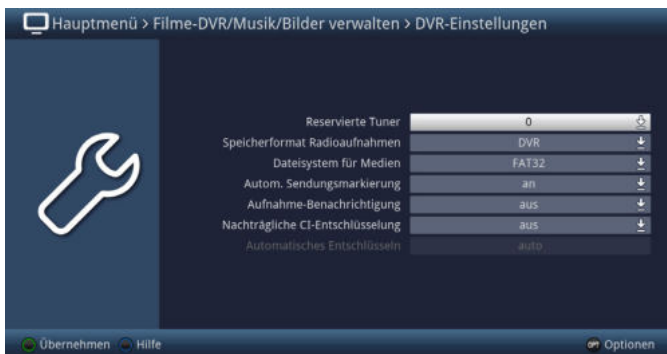 Hauptmenü > Filme-DVR/Musik/Bilder verwalten > DVR-Einstellungen
Reservierte Tuner 0
Speicherformat Radioaufnahmen DVR
Dateisystem für Medien FAT32
Autom. Sendungsmarkierung an
Aufnahme-Benachrichtigung aus
Nachträgliche CI-Entschlüsselung aus
Automatisches Entschlüsseln auto
Übernehmen Hilfe OPT Optionen